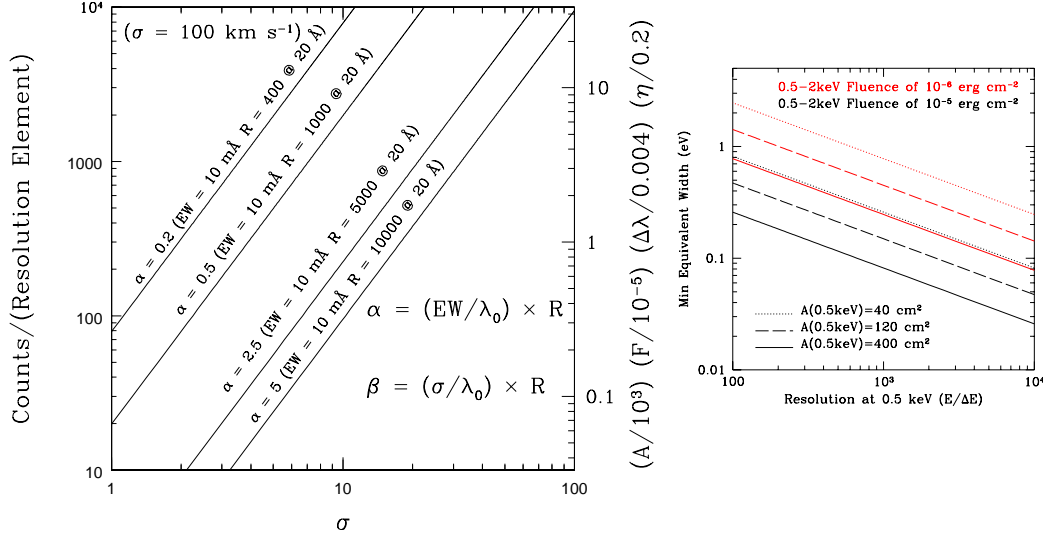 Counts/(Resolution Element)
10⁴
1000
100
10
(σ = 100 km s⁻¹)
α = 0.2 (EW = 10 mÅ R = 400 @ 20 Å)
α = 0.5 (EW = 10 mÅ R = 1000 @ 20 Å)
α = 2.5 (EW = 10 mÅ R = 5000 @ 20 Å)
α = 5 (EW = 10 mÅ R = 10000 @ 20 Å)
α = (EW/λ₀) × R
β = (σ/λ₀) × R
1 10 100
σ
10
1
0.1
(A/10³) (F/10⁻⁵) (Δλ/0.004) (η/0.2)
Min Equivalent Width (eV)
1
0.1
0.01
0.5−2keV Fluence of 10⁻⁶ erg cm⁻²
0.5−2keV Fluence of 10⁻⁵ erg cm⁻²
A(0.5keV)=40 cm²
A(0.5keV)=120 cm²
A(0.5keV)=400 cm²
100 10³ 10⁴
Resolution at 0.5 keV (E/ΔE)